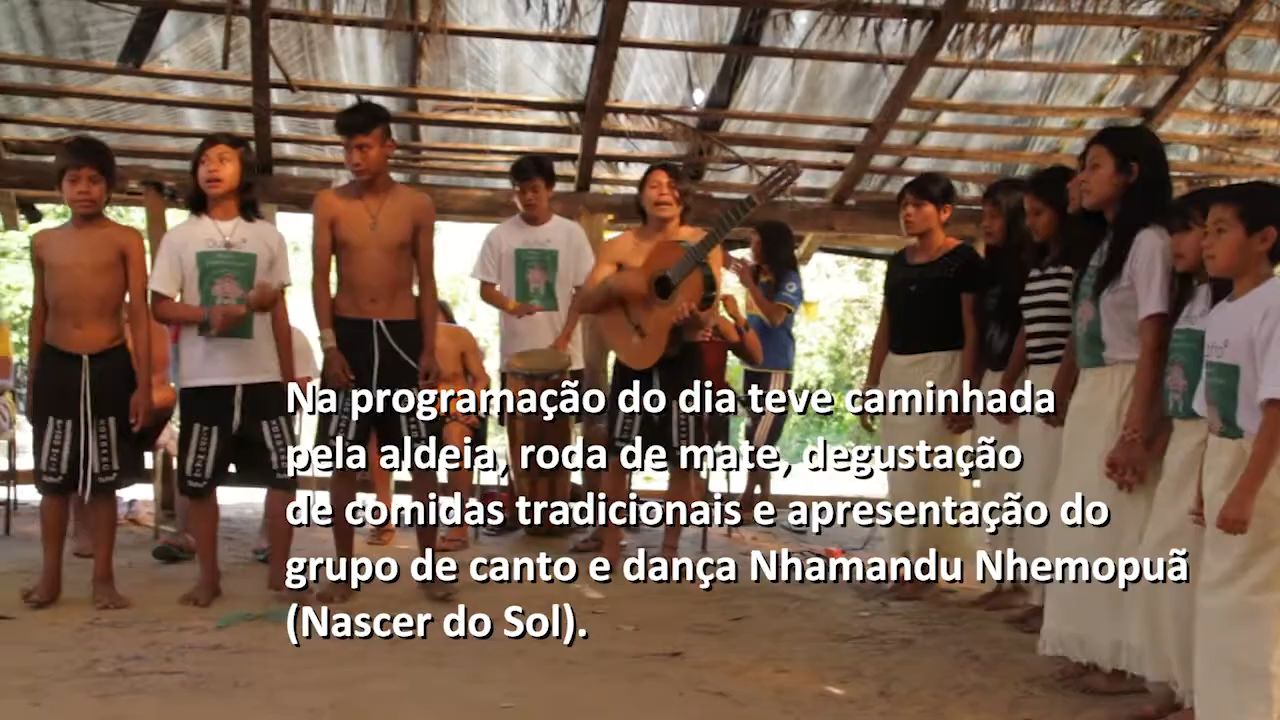 Na programação do dia teve caminhada
pela aldeia, roda de mate, degustação
de comidas tradicionais e apresentação do
grupo de canto e dança Nhamandu Nhemopuã
(Nascer do Sol).